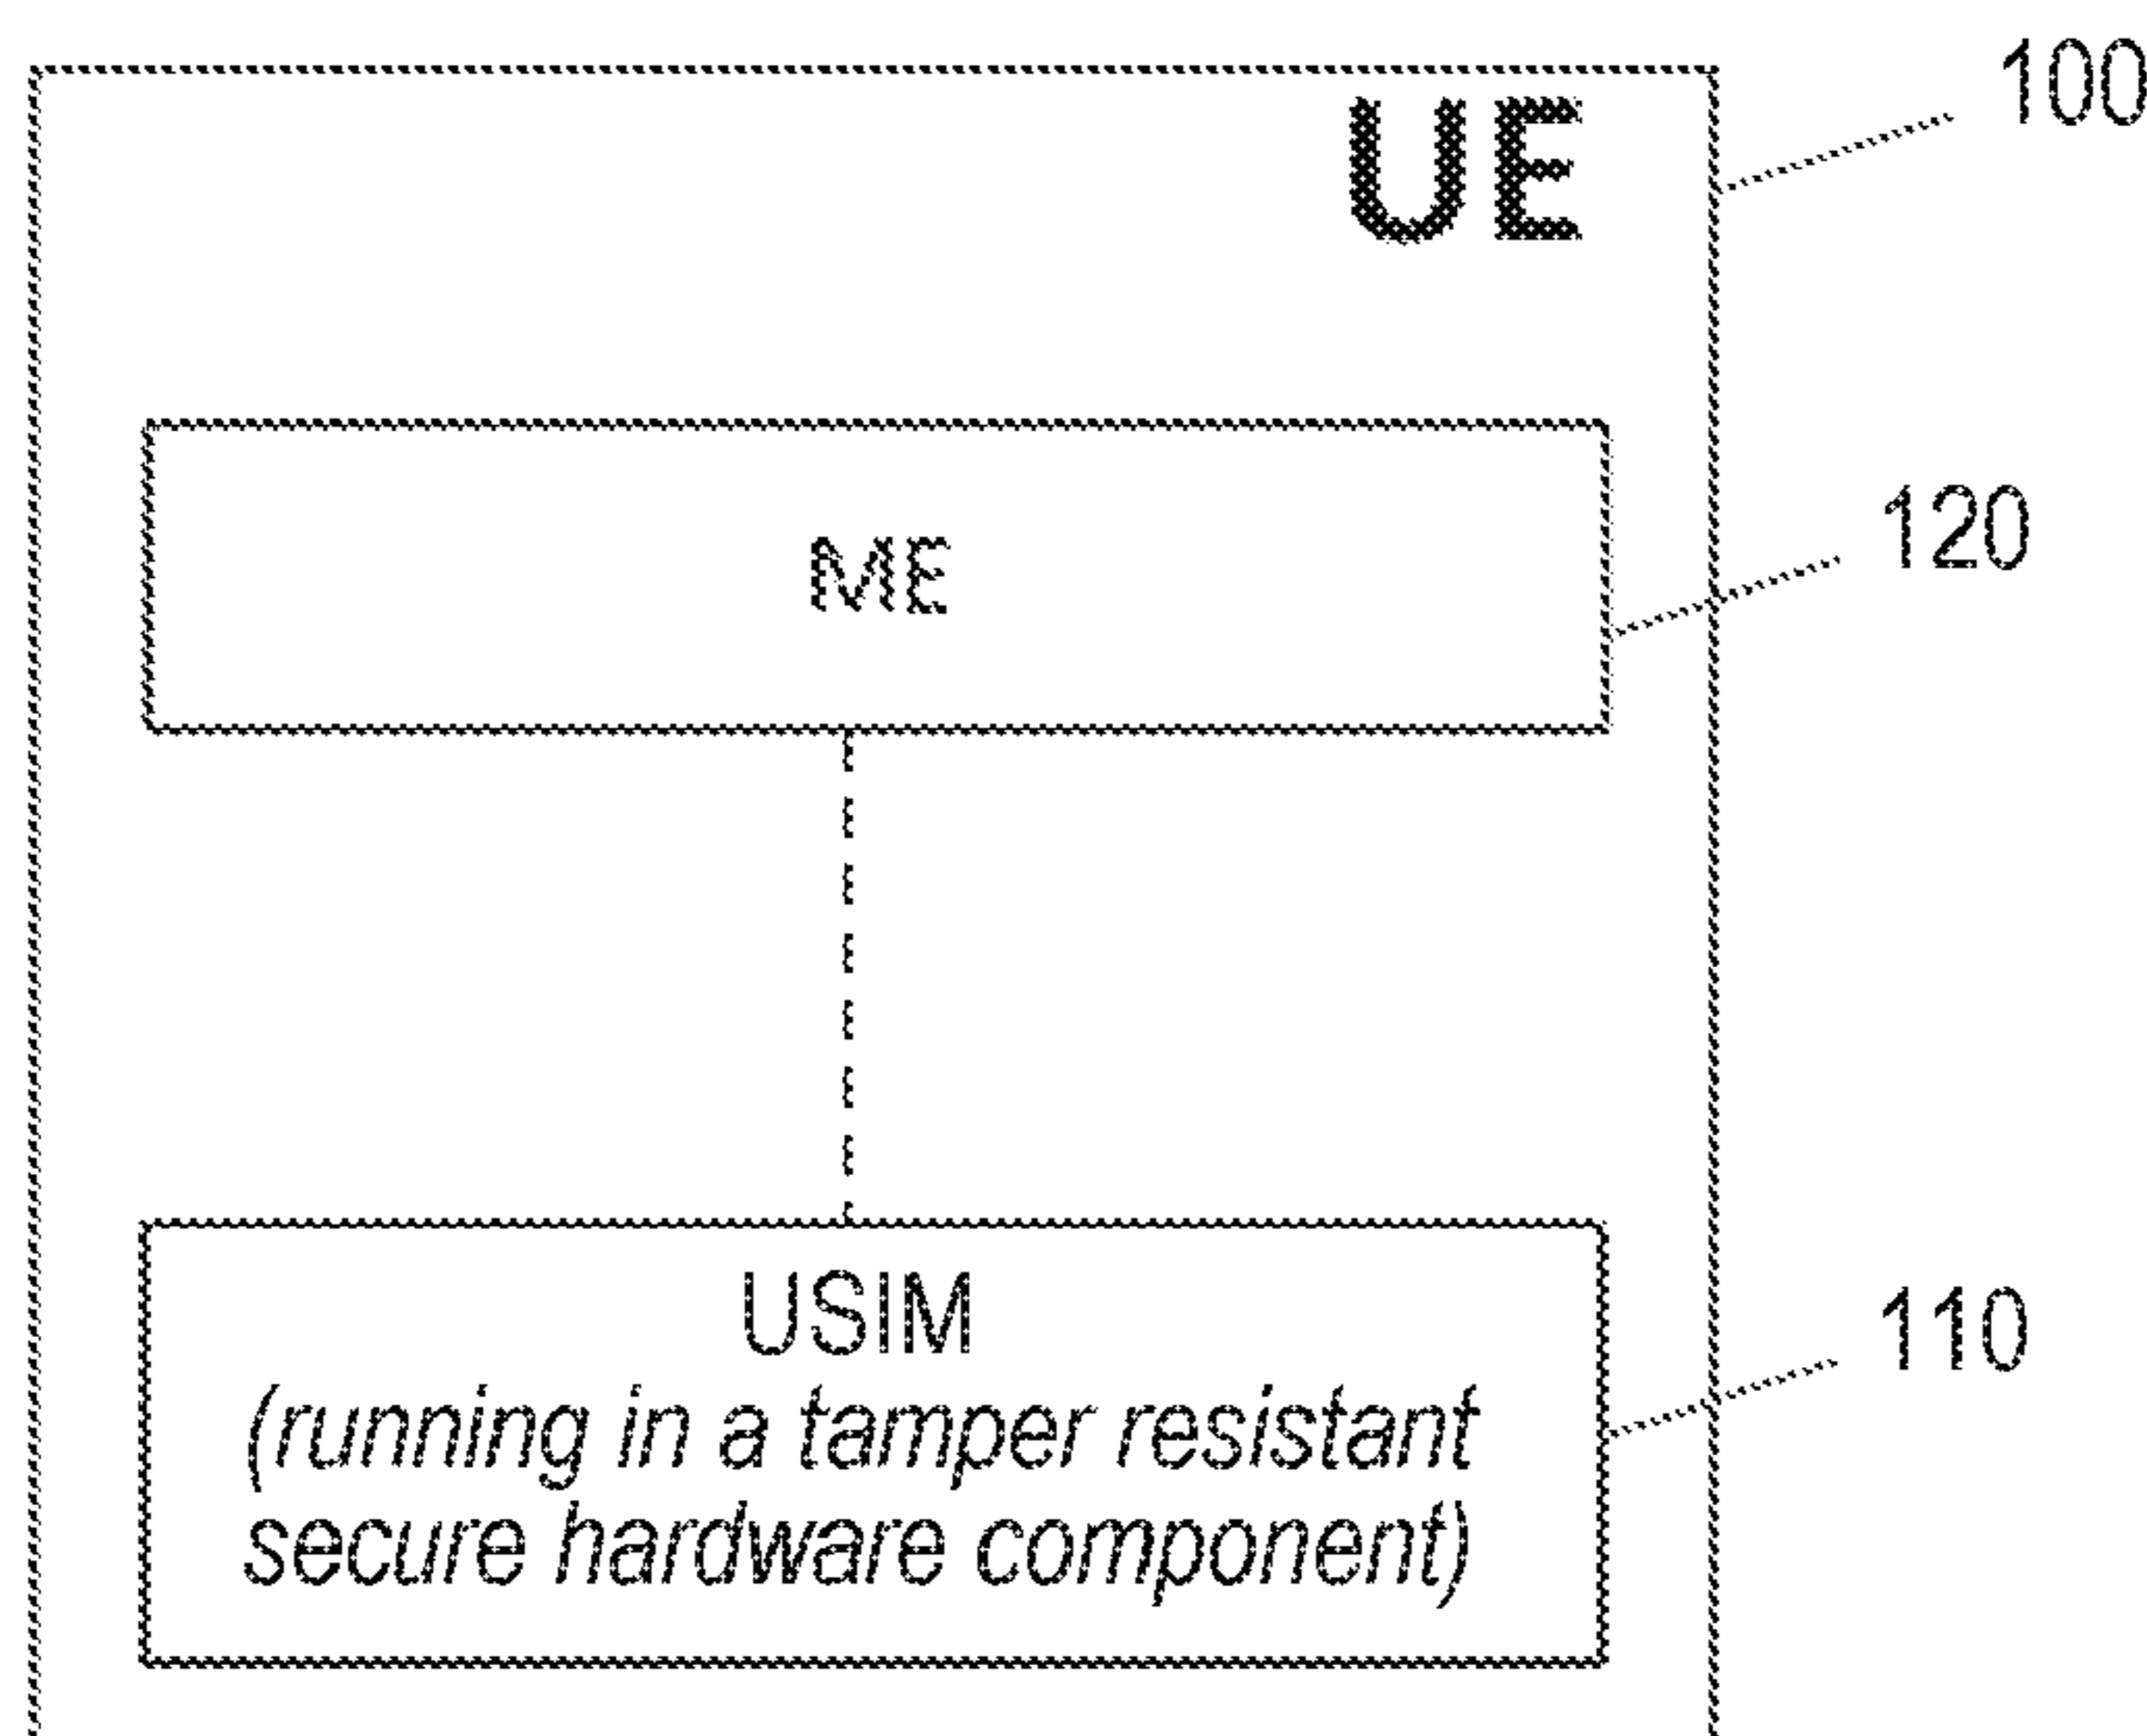 100
UE
120
ME
USIM
110
(running in a tamper resistant
secure hardware component)